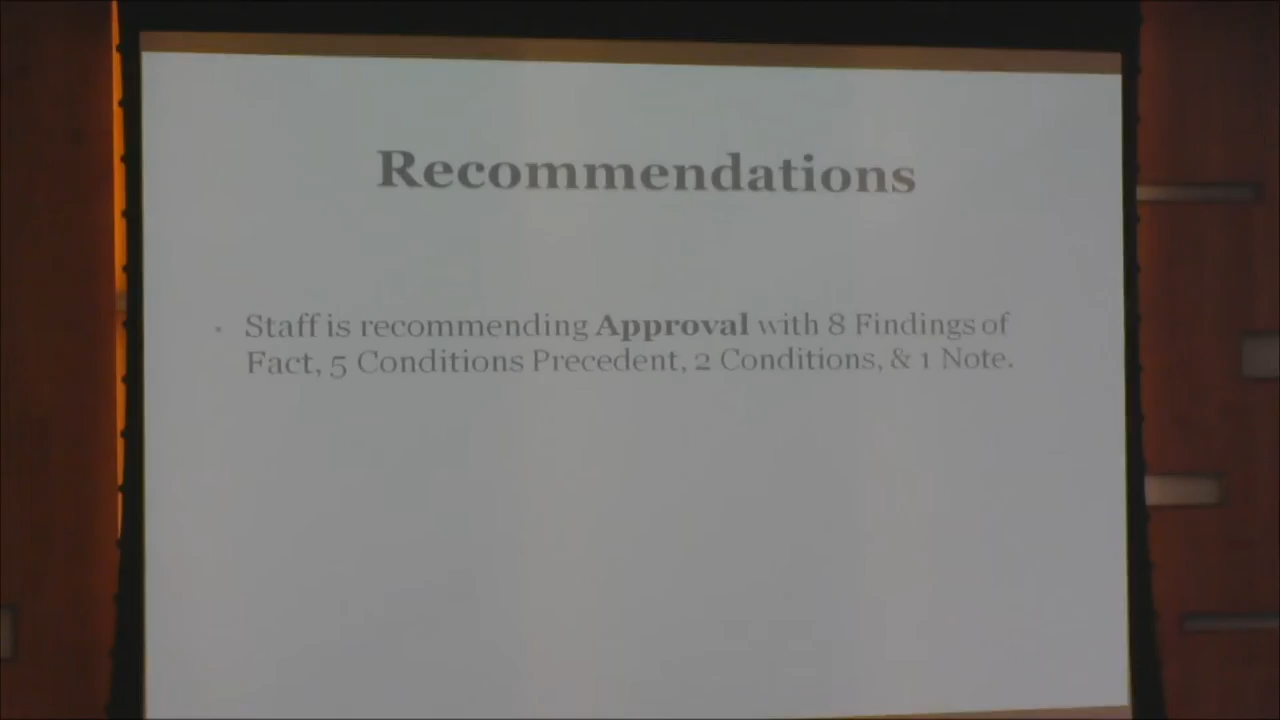 Recommendations
▪ Staff is recommending Approval with 8 Findings of
Fact, 5 Conditions Precedent, 2 Conditions, & 1 Note.